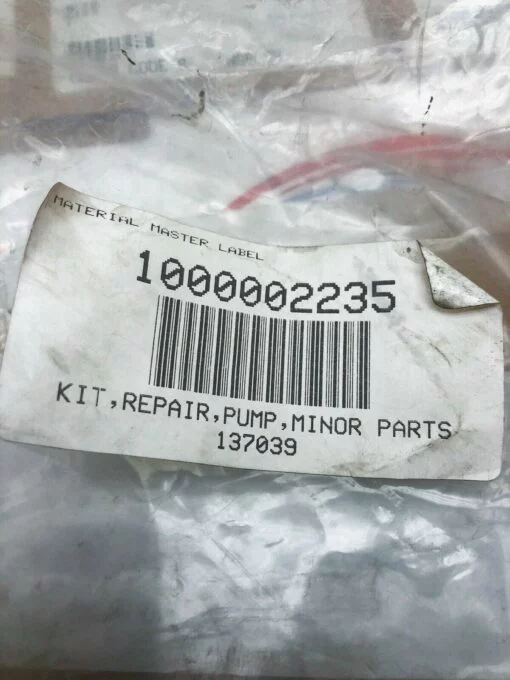 MATERIAL MASTER LABEL
1000002235
KIT,REPAIR,PUMP,MINOR PARTS
137039